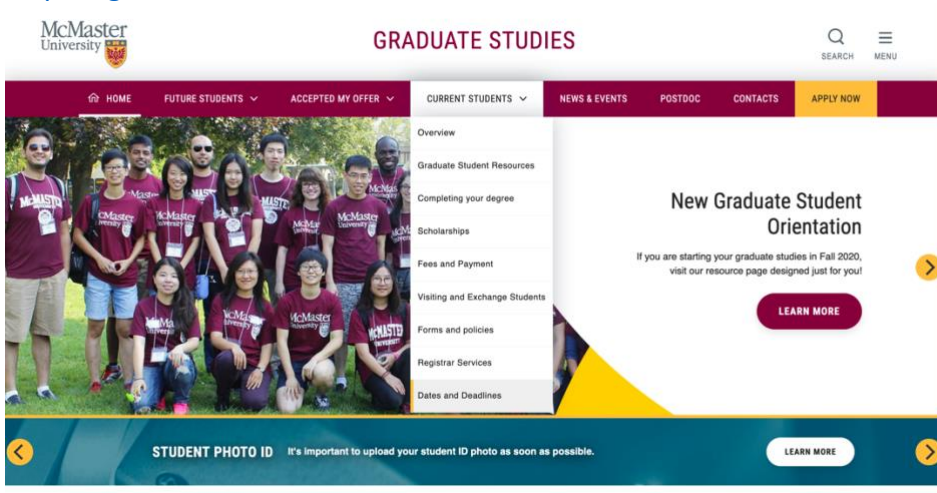 McMaster
University
GRADUATE STUDIES
SEARCH
MENU
HOME
FUTURE STUDENTS
ACCEPTED MY OFFER
CURRENT STUDENTS
NEWS & EVENTS
POSTDOC
CONTACTS
APPLY NOW
Overview
Graduate Student Resources
Completing your degree
Scholarships
Fees and Payment
Visiting and Exchange Students
Forms and policies
Registrar Services
Dates and Deadlines
McMaster
McMaster
McMaster
McMaster
New Graduate Student
Orientation
If you are starting your graduate studies in Fall 2020,
visit our resource page designed just for you!
LEARN MORE
STUDENT PHOTO ID
It's important to upload your student ID photo as soon as possible.
LEARN MORE